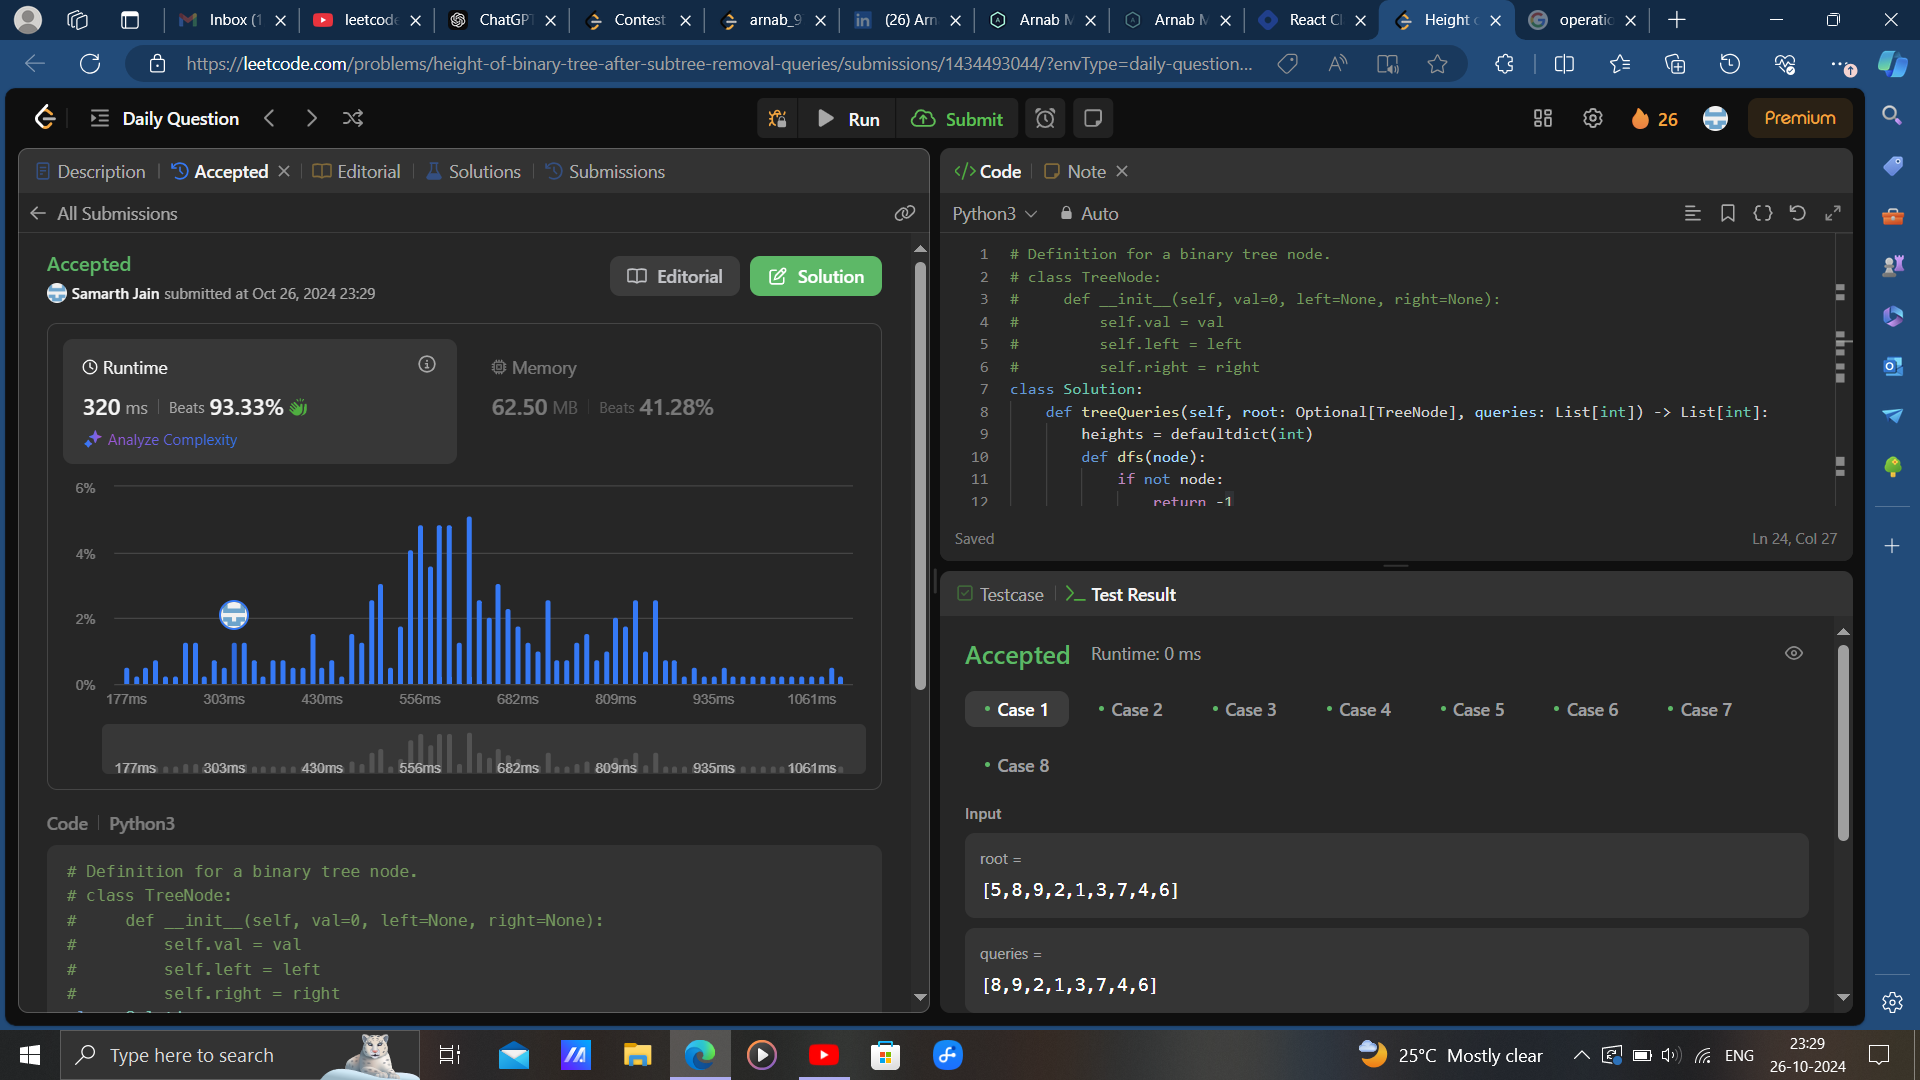 Inbox (1
leetcode
ChatGP
Contest
arnab_9
(26) Arn
Arnab M
Arnab M
React C
Height o
operatio
https://leetcode.com/problems/height-of-binary-tree-after-subtree-removal-queries/submissions/1434493044/?envType=daily-question...
Daily Question
Run
Submit
26
Premium
Description
Accepted
Editorial
Solutions
Submissions
All Submissions
Accepted
Samarth Jain submitted at Oct 26, 2024 23:29
Editorial
Solution
Runtime
320 ms
Beats 93.33%
Analyze Complexity
Memory
62.50 MB
Beats 41.28%
6%
4%
2%
0%
177ms 303ms 430ms 556ms 682ms 809ms 935ms 1061ms
177ms 303ms 430ms 556ms 682ms 809ms 935ms 1061ms
Code
Python3
# Definition for a binary tree node.
# class TreeNode:
#     def __init__(self, val=0, left=None, right=None):
#         self.val = val
#         self.left = left
#         self.right = right
Code
Note
Python3
Auto
1 # Definition for a binary tree node.
2 # class TreeNode:
3 #     def __init__(self, val=0, left=None, right=None):
4 #         self.val = val
5 #         self.left = left
6 #         self.right = right
7 class Solution:
8     def treeQueries(self, root: Optional[TreeNode], queries: List[int]) -> List[int]:
9         heights = defaultdict(int)
10         def dfs(node):
11             if not node:
12                 return -1
Saved
Ln 24, Col 27
Testcase
Test Result
Accepted
Runtime: 0 ms
Case 1
Case 2
Case 3
Case 4
Case 5
Case 6
Case 7
Case 8
Input
root =
[5,8,9,2,1,3,7,4,6]
queries =
[8,9,2,1,3,7,4,6]
Type here to search
25°C Mostly clear
ENG
23:29
26-10-2024